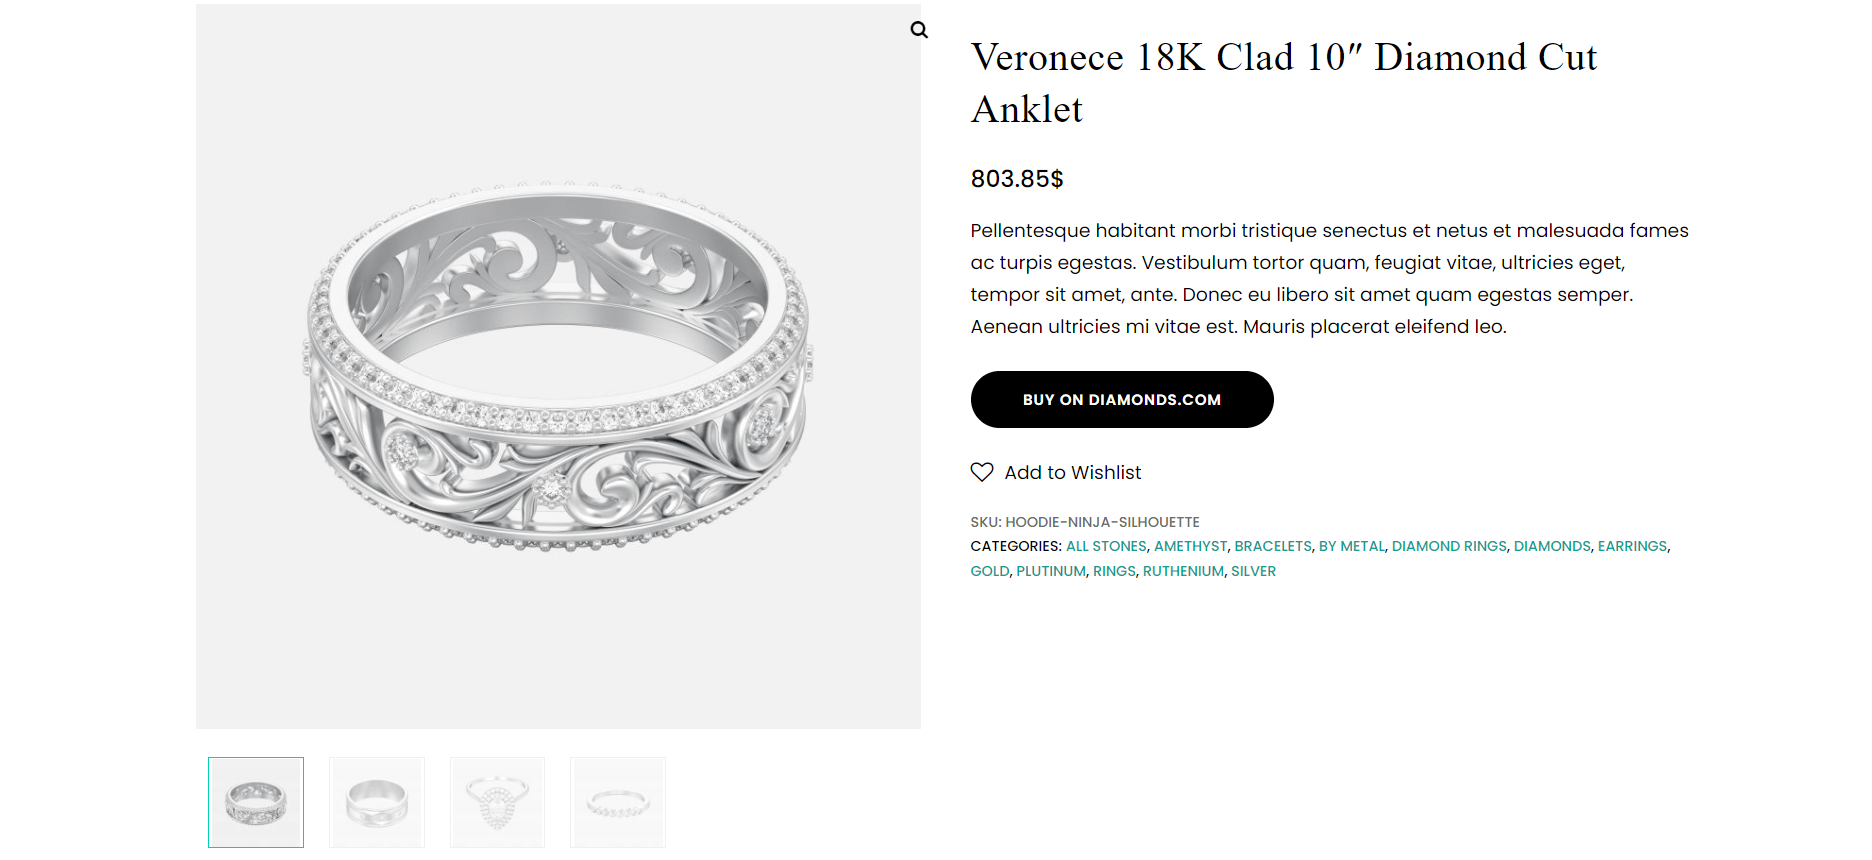 Veronece 18K Clad 10″ Diamond Cut
Anklet
803.85$
Pellentesque habitant morbi tristique senectus et netus et malesuada fames
ac turpis egestas. Vestibulum tortor quam, feugiat vitae, ultricies eget,
tempor sit amet, ante. Donec eu libero sit amet quam egestas semper.
Aenean ultricies mi vitae est. Mauris placerat eleifend leo.
BUY ON DIAMONDS.COM
Add to Wishlist
SKU: HOODIE-NINJA-SILHOUETTE
CATEGORIES: ALL STONES, AMETHYST, BRACELETS, BY METAL, DIAMOND RINGS, DIAMONDS, EARRINGS,
GOLD, PLUTINUM, RINGS, RUTHENIUM, SILVER